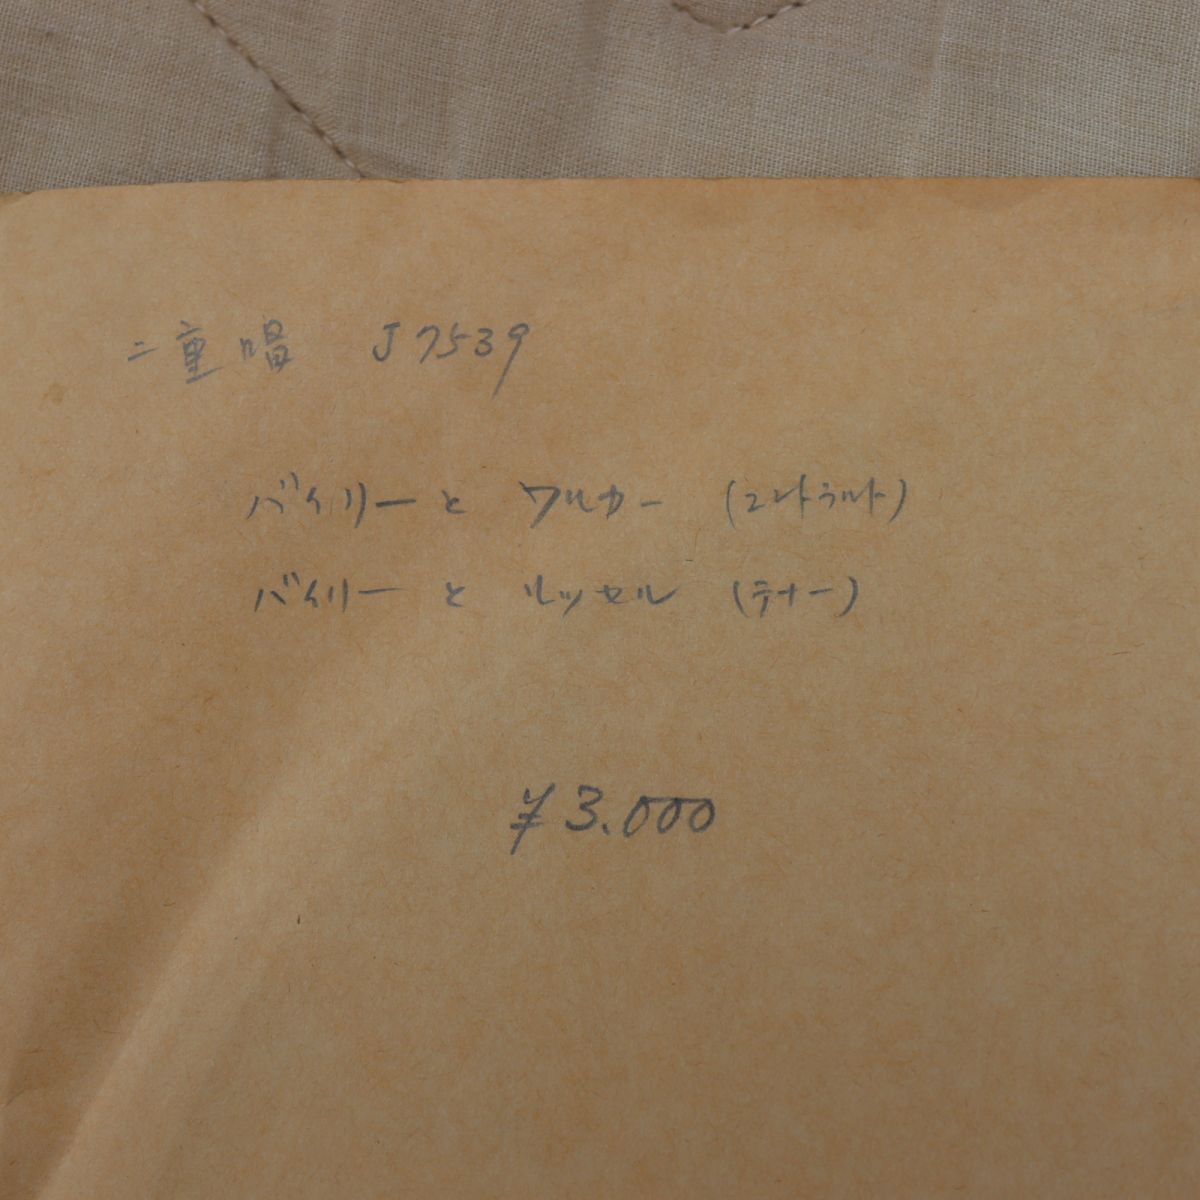 二重唱 J7539
バイリーと ワルカー (コントラルト)
バイリーと ルッセル (テナー)
¥3.000